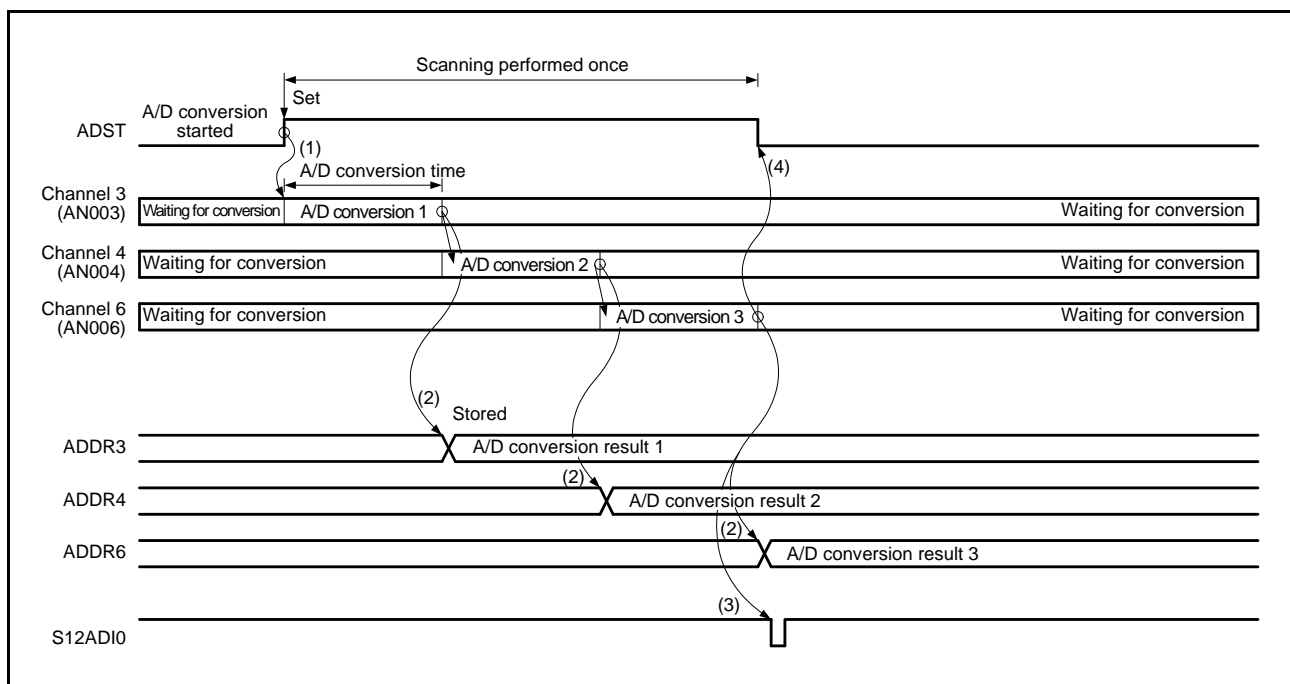 Scanning performed once
Set
A/D conversion
started
ADST
(1)
(4)
A/D conversion time
Channel 3
(AN003)
Waiting for conversion
A/D conversion 1
Waiting for conversion
Channel 4
(AN004)
Waiting for conversion
A/D conversion 2
Waiting for conversion
Channel 6
(AN006)
Waiting for conversion
A/D conversion 3
Waiting for conversion
(2)
Stored
ADDR3
A/D conversion result 1
(2)
ADDR4
A/D conversion result 2
(2)
ADDR6
A/D conversion result 3
(3)
S12ADI0